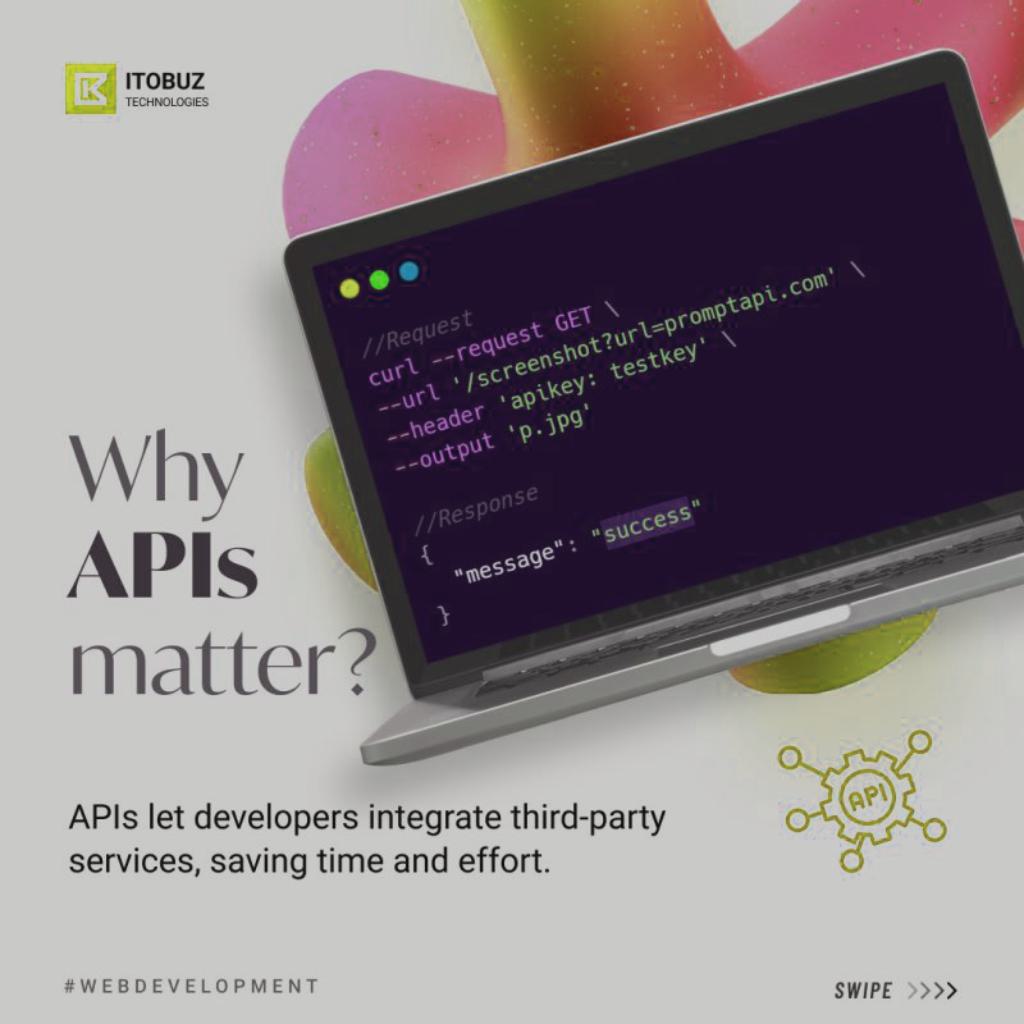 ITOBUZ
TECHNOLOGIES
//Request
curl --request GET \
--url '/screenshot?url=promptapi.com' \
--header 'apikey: testkey' \
--output 'p.jpg'
//Response
{
"message": "success"
}
Why
APIs
matter?
APIs let developers integrate third-party
services, saving time and effort.
API
#WEBDEVELOPMENT
SWIPE >>>>